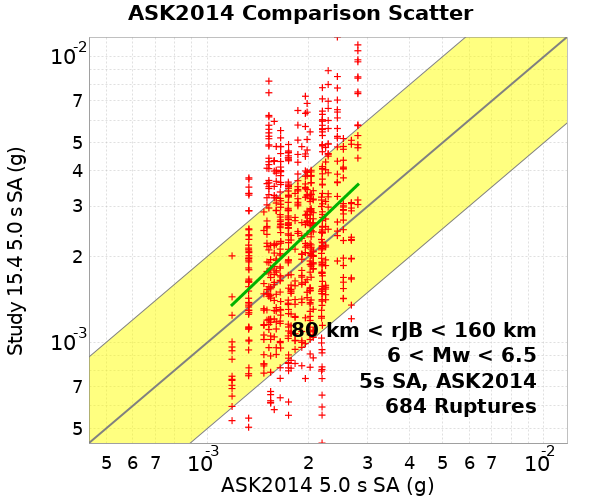 ASK2014 Comparison Scatter
Study 15.4 5.0 s SA (g)
10-2
7
5
4
3
2
10-3
7
5
80 km < rJB < 160 km
6 < Mw < 6.5
5s SA, ASK2014
684 Ruptures
5 6 7 10-3 2 3 4 5 6 7 10-2
ASK2014 5.0 s SA (g)